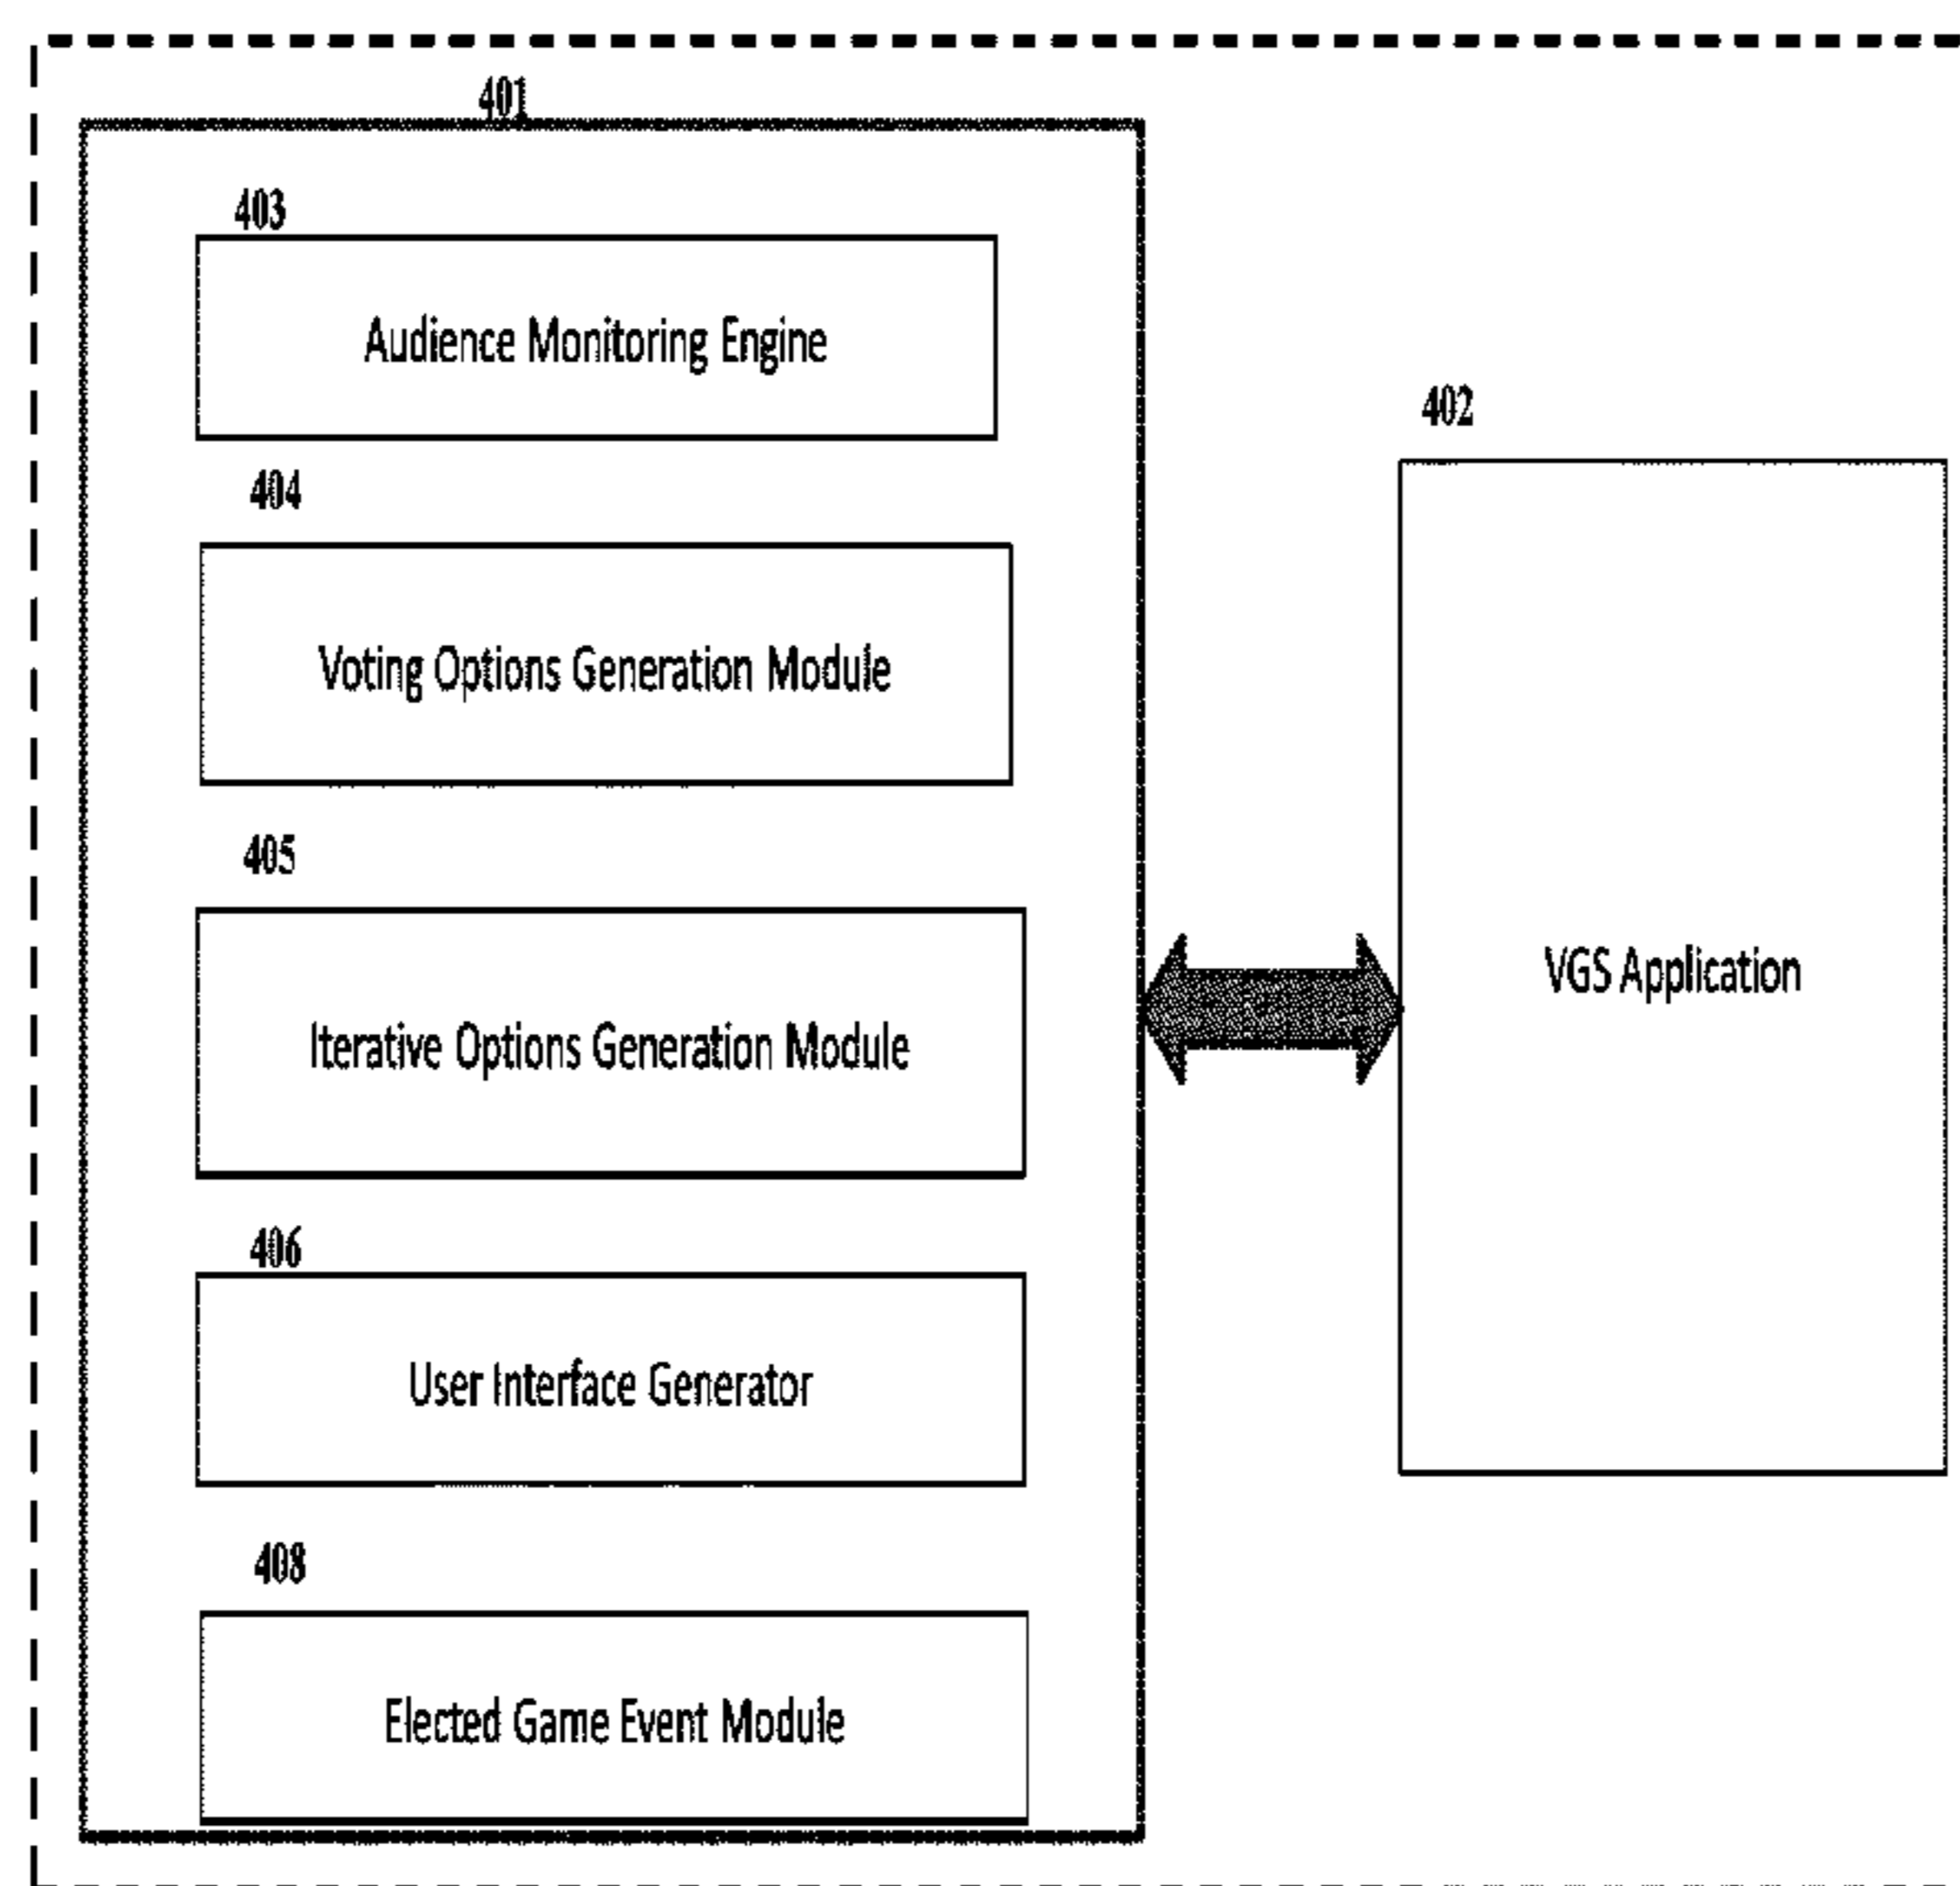 401
403
Audience Monitoring Engine
404
Voting Options Generation Module
405
Iterative Options Generation Module
406
User Interface Generator
408
Elected Game Event Module
402
VGS Application